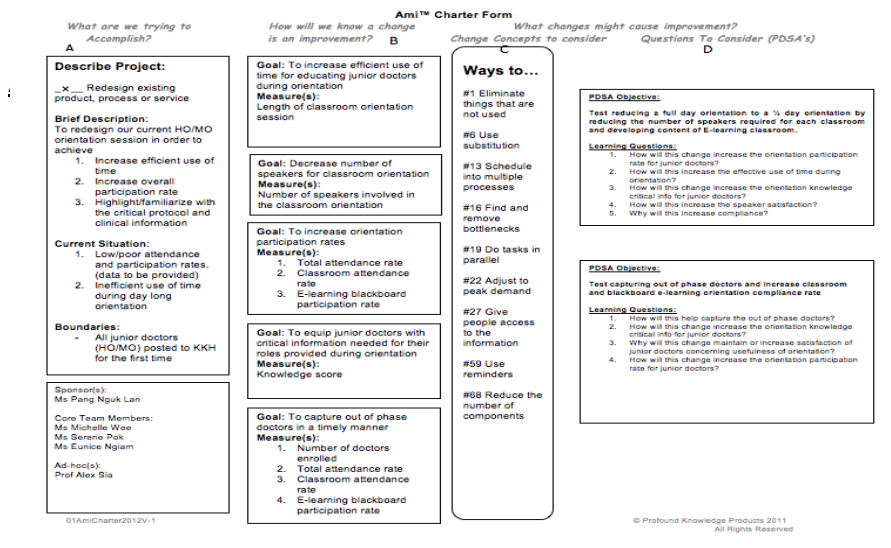 Ami™ Charter Form
What are we trying to
Accomplish?
A
How will we know a change
is an improvement?
B
What changes might cause improvement?
Change Concepts to consider
C
Questions To Consider (PDSA's)
D
Describe Project:
_x__ Redesign existing
product, process or service
Brief Description:
To redesign our current HO/MO
orientation session in order to
achieve
1. Increase efficient use of
time
2. Increase overall
participation rate
3. Highlight/familiarize with
the critical protocol and
clinical information
Current Situation:
1. Low/poor attendance
and participation rates.
(data to be provided)
2. Inefficient use of time
during day long
orientation
Boundaries:
- All junior doctors
(HO/MO) posted to KKH
for the first time
Sponsor(s):
Ms Pang Nguk Lan
Core Team Members:
Ms Michelle Wee
Ms Serene Pok
Ms Eunice Ngiam
Ad-hoc(s):
Prof Alex Sia
Goal: To increase efficient use of
time for educating junior doctors
during orientation
Measure(s):
Length of classroom orientation
session
Goal: Decrease number of
speakers for classroom orientation
Measure(s):
Number of speakers involved in
the classroom orientation
Goal: To increase orientation
participation rates
Measure(s):
1. Total attendance rate
2. Classroom attendance
rate
3. E-learning blackboard
participation rate
Goal: To equip junior doctors with
critical information needed for their
roles provided during orientation
Measure(s):
Knowledge score
Goal: To capture out of phase
doctors in a timely manner
Measure(s):
1. Number of doctors
enrolled
2. Total attendance rate
3. Classroom attendance
rate
4. E-learning blackboard
participation rate
Ways to...
#1 Eliminate
things that are
not used
#6 Use
substitution
#13 Schedule
into multiple
processes
#16 Find and
remove
bottlenecks
#19 Do tasks in
parallel
#22 Adjust to
peak demand
#27 Give
people access
to the
information
#59 Use
reminders
#68 Reduce the
number of
components
PDSA Objective:
Test reducing a full day orientation to a ½ day orientation by
reducing the number of speakers required for each classroom
and developing content of E-learning classroom.
Learning Questions:
1. How will this change increase the orientation participation
rate for junior doctors?
2. How will this increase the effective use of time during
orientation?
3. How will this change increase the orientation knowledge
critical info for junior doctors?
4. How will this increase the speaker satisfaction?
5. Why will this increase compliance?
PDSA Objective:
Test capturing out of phase doctors and increase classroom
and blackboard e-learning orientation compliance rate
Learning Questions:
1. How will this help capture the out of phase doctors?
2. How will this change increase the orientation knowledge
critical info for junior doctors?
3. Why will this change maintain or increase satisfaction of
junior doctors concerning usefulness of orientation?
4. How will this change increase the orientation participation
rate for junior doctors?
01AmiCharter2012V-1
© Profound Knowledge Products 2011
All Rights Reserved